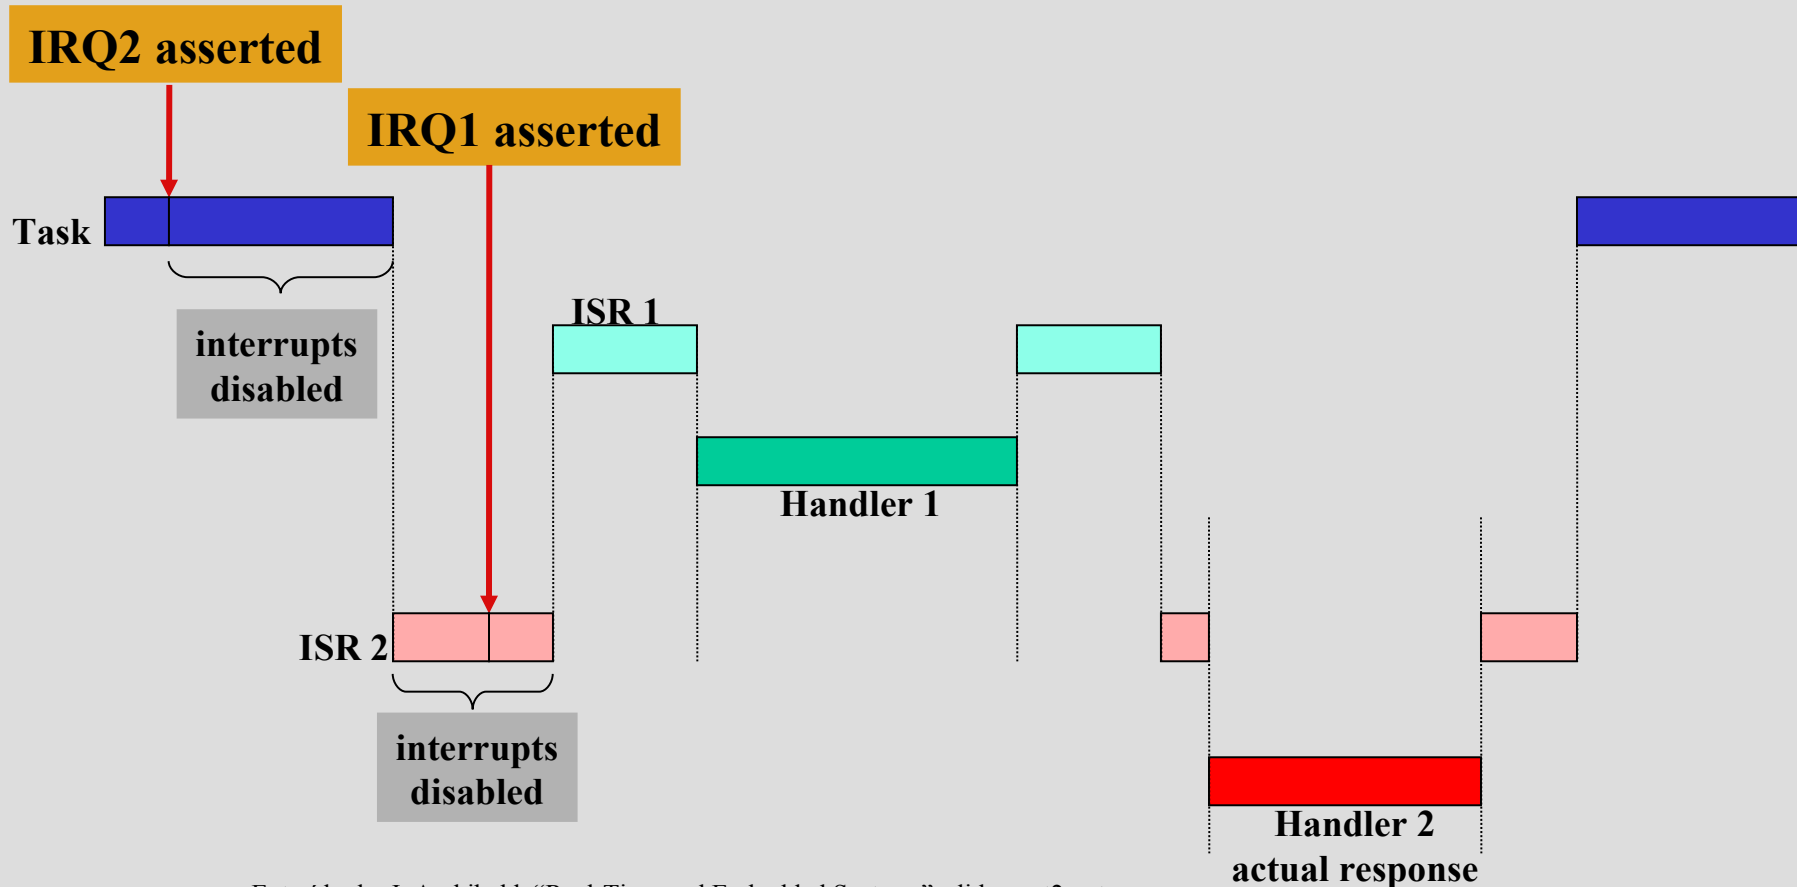 IRQ2 asserted
IRQ1 asserted
Task
interrupts
disabled
ISR 1
Handler 1
ISR 2
interrupts
disabled
Handler 2
actual response